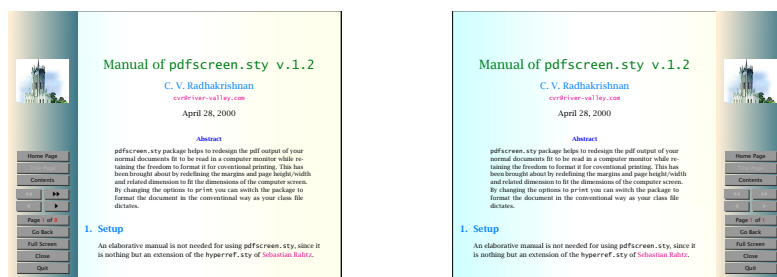 Manual of pdfscreen.sty v.1.2
C. V. Radhakrishnan
cvr@river-valley.com
April 28, 2000
Abstract
pdfscreen.sty package helps to redesign the pdf output of your
normal documents fit to be read in a computer monitor while re-
taining the freedom to format it for coventional printing. This has
been brought about by redefining the margins and page height/width
and related dimension to fit the dimensions of the computer screen.
By changing the options to print you can switch the package to
format the document in the conventional way as your class file
dictates.
1. Setup
An elaborative manual is not needed for using pdfscreen.sty, since it
is nothing but an extension of the hyperref.sty of Sebastian Rahtz.
Home Page
Title Page
Contents
Page 1 of 8
Go Back
Full Screen
Close
Quit
Manual of pdfscreen.sty v.1.2
C. V. Radhakrishnan
cvr@river-valley.com
April 28, 2000
Abstract
pdfscreen.sty package helps to redesign the pdf output of your
normal documents fit to be read in a computer monitor while re-
taining the freedom to format it for coventional printing. This has
been brought about by redefining the margins and page height/width
and related dimension to fit the dimensions of the computer screen.
By changing the options to print you can switch the package to
format the document in the conventional way as your class file
dictates.
1. Setup
An elaborative manual is not needed for using pdfscreen.sty, since it
is nothing but an extension of the hyperref.sty of Sebastian Rahtz.
Home Page
Title Page
Contents
Page 1 of 1
Go Back
Full Screen
Close
Quit